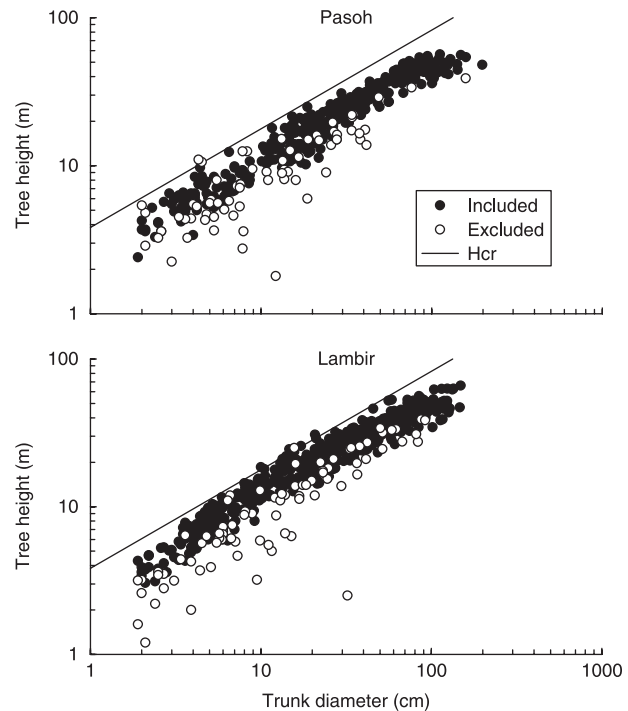 Pasoh
100
10
1
Tree height (m)
Included
Excluded
Hcr
Lambir
100
10
1
Tree height (m)
1
10
100
1000
Trunk diameter (cm)